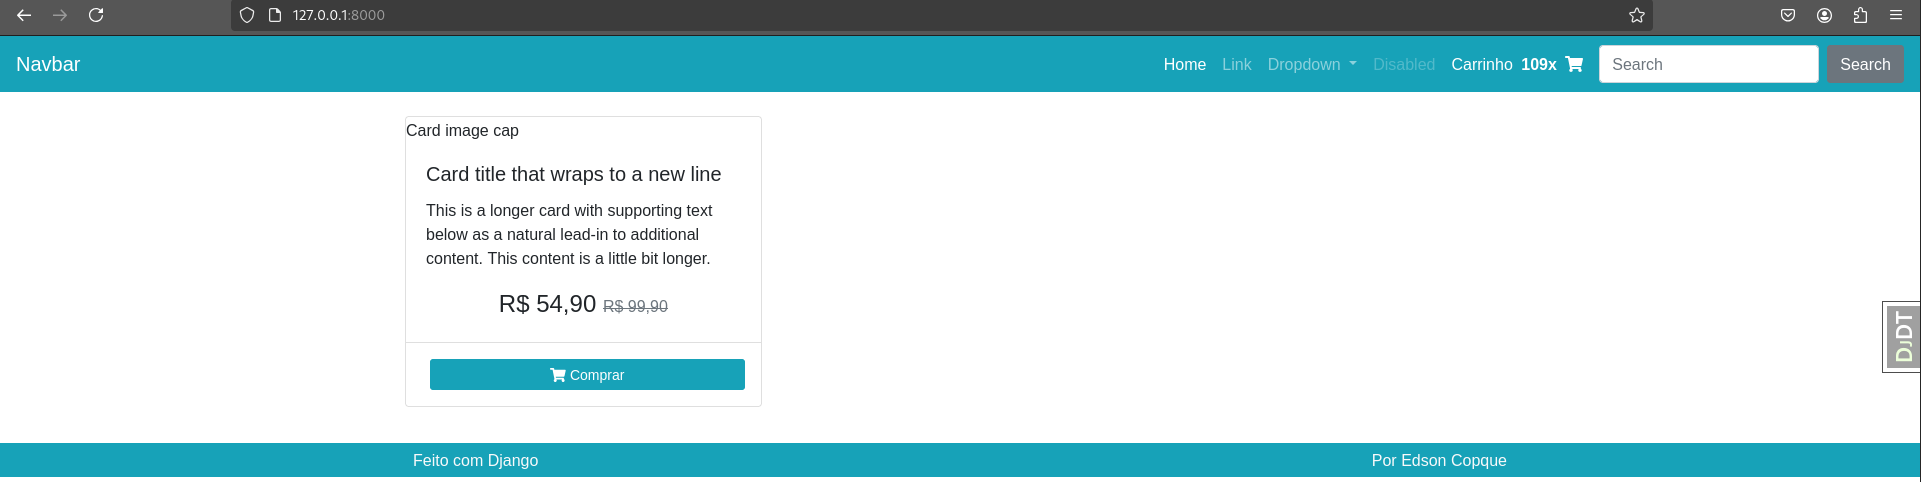 127.0.0.1:8000
Navbar Home Link Dropdown Disabled Carrinho 109x Search Search
Card image cap
Card title that wraps to a new line
This is a longer card with supporting text
below as a natural lead-in to additional
content. This content is a little bit longer.
R$ 54,90 R$ 99,90
Comprar
DJDT
Feito com Django Por Edson Copque